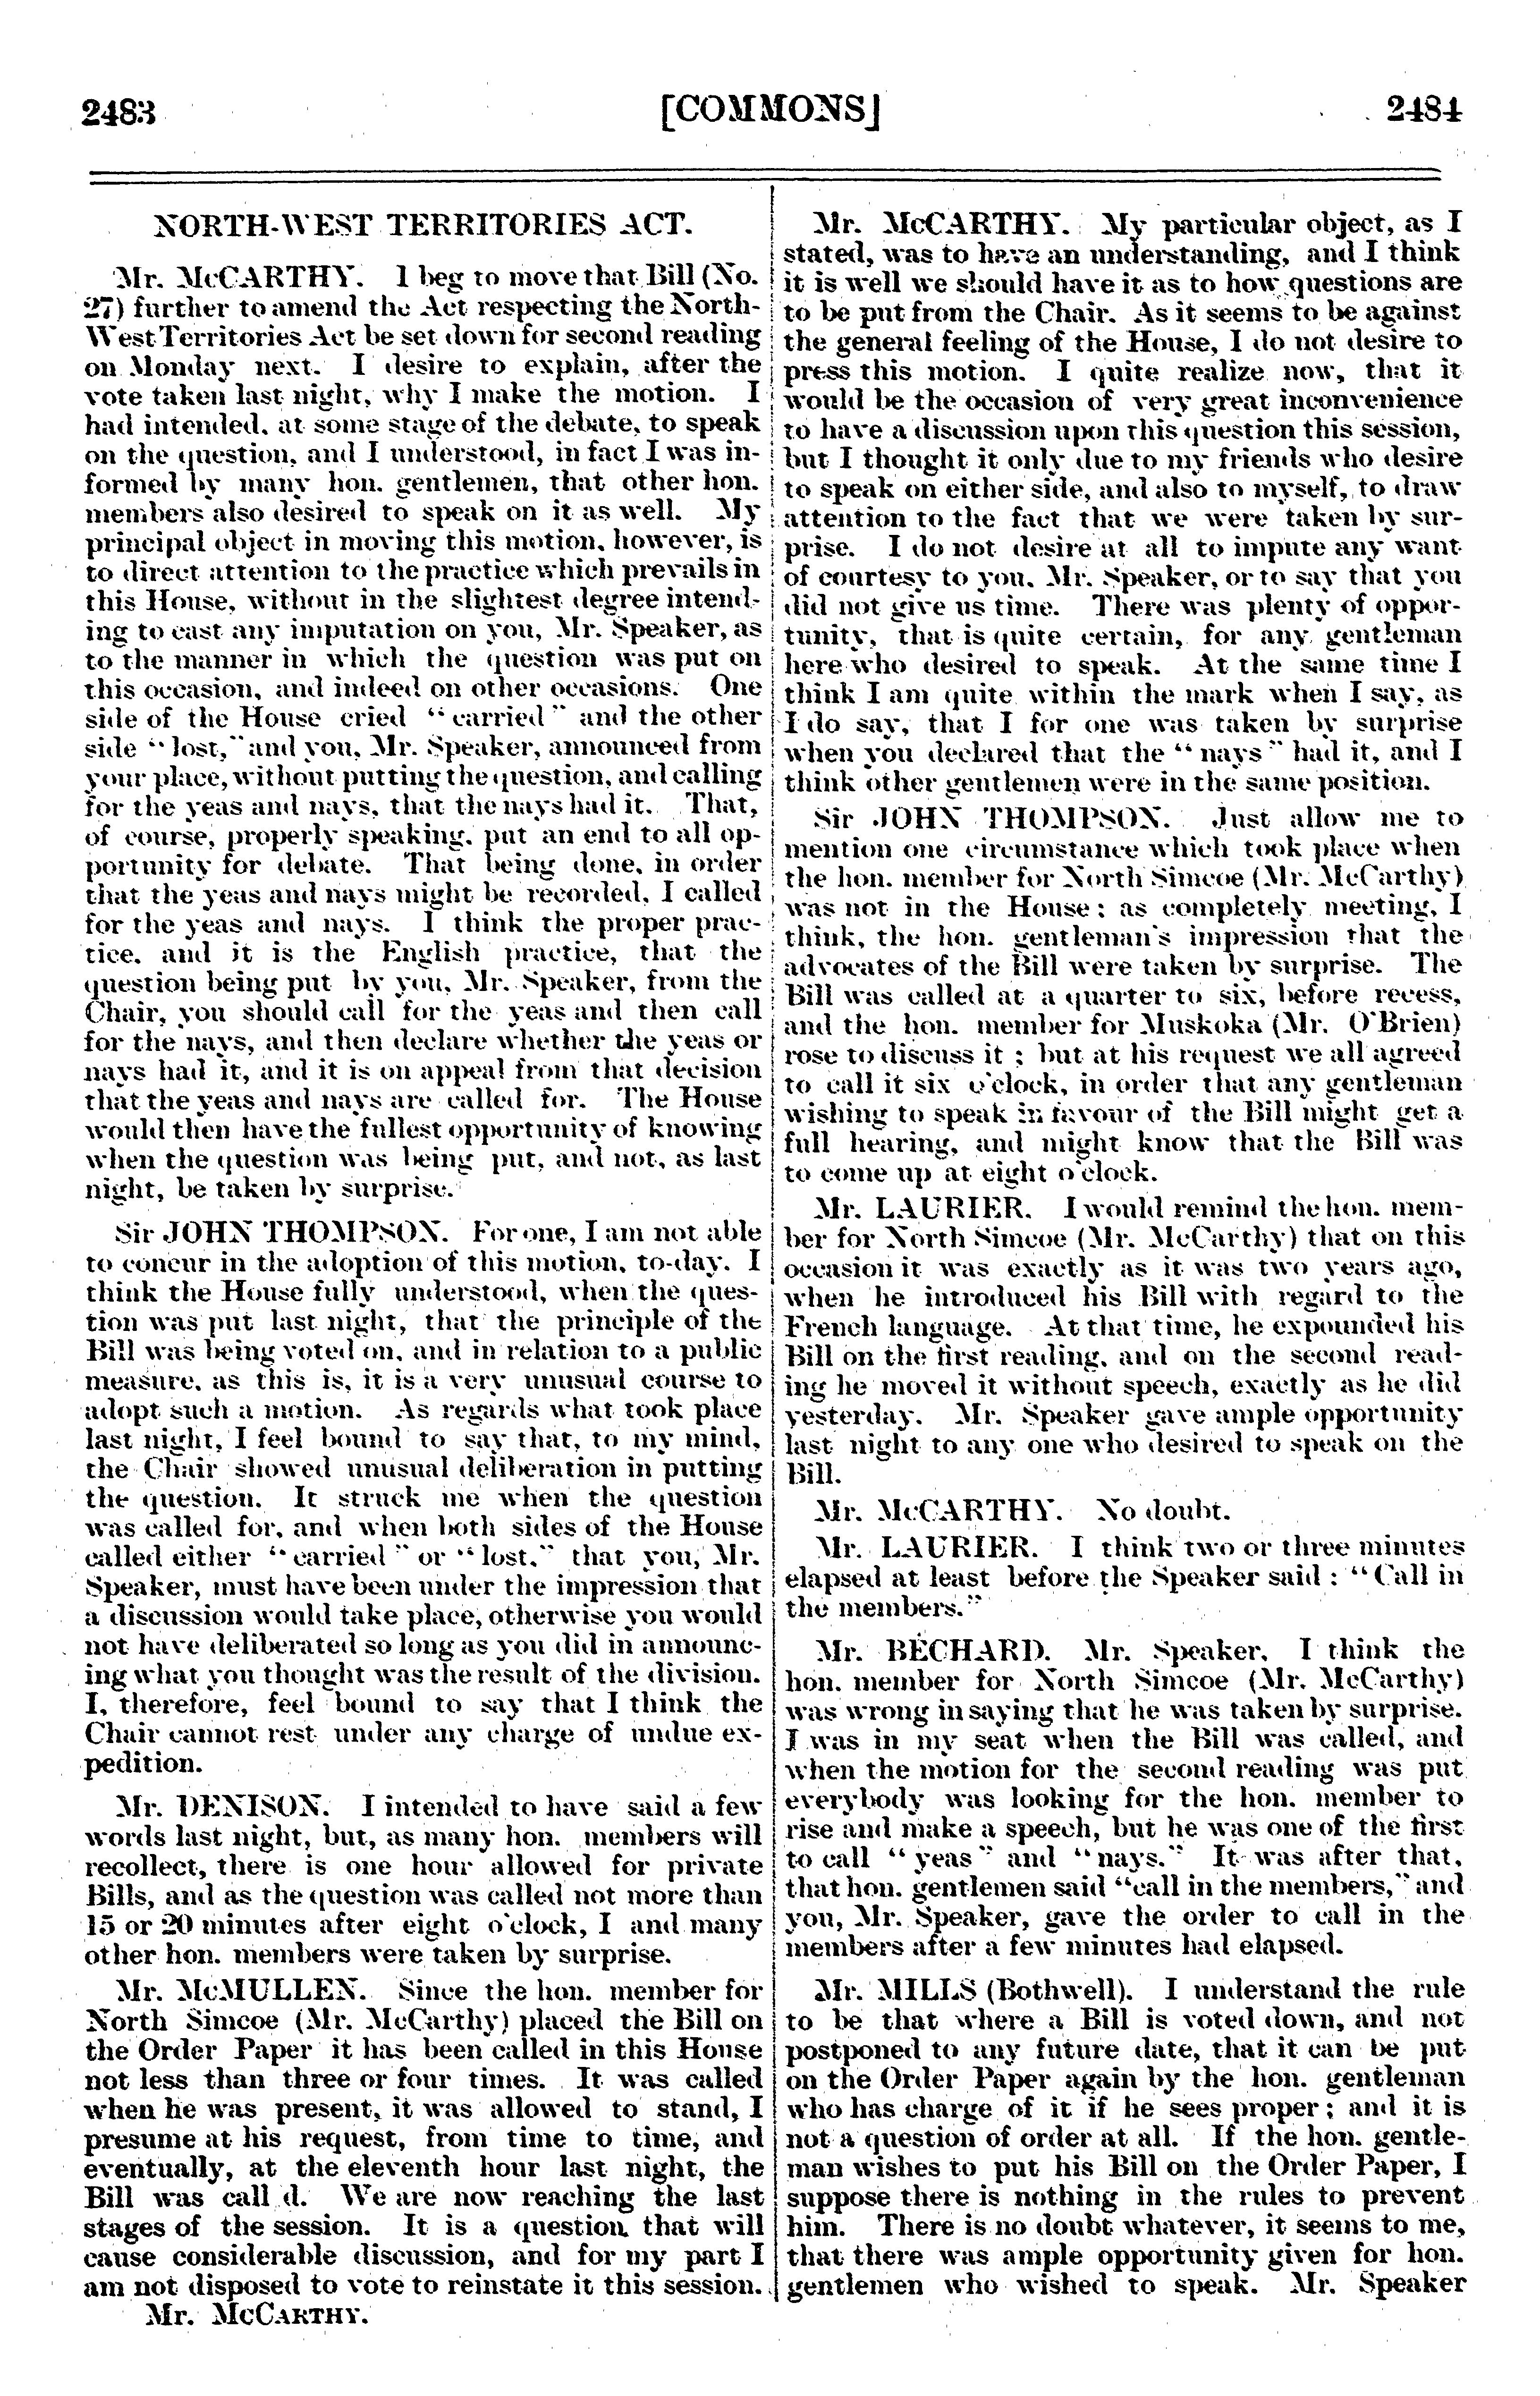 2483
[COMMONS]
2484
NORTH-WEST TERRITORIES ACT.
Mr. McCARTHY. I beg to move that Bill (No.
27) further to amend the Act respecting the North-
West Territories Act be set down for second reading
on Monday next. I desire to explain, after the
vote taken last night, why I make the motion. I
had intended, at some stage of the debate, to speak
on the question, and I understood, in fact I was in-
formed by many hon. gentlemen, that other hon.
members also desired to speak on it as well. My
principal object in moving this motion, however, is
to direct attention to the practice which prevails in
this House, without in the slightest degree intend-
ing to cast any imputation on you, Mr. Speaker, as
to the manner in which the question was put on
this occasion, and indeed on other occasions. One
side of the House cried "carried" and the other
side "lost," and you, Mr. Speaker, announced from
your place, without putting the question, and calling
for the yeas and nays, that the nays had it. That,
of course, properly speaking, put an end to all op-
portunity for debate. That being done, in order
that the yeas and nays might be recorded, I called
for the yeas and nays. I think the proper prac-
tice, and it is the English practice, that the
question being put by you, Mr. Speaker, from the
Chair, you should call for the yeas and then call
for the nays, and then declare whether the yeas or
nays had it, and it is on appeal from that decision
that the yeas and nays are called for. The House
would then have the fullest opportunity of knowing
when the question was being put, and not, as last
night, be taken by surprise.
Sir JOHN THOMPSON. For one, I am not able
to concur in the adoption of this motion, to-day. I
think the House fully understood, when the ques-
tion was put last night, that the principle of the
Bill was being voted on, and in relation to a public
measure, as this is, it is a very unusual course to
adopt such a motion. As regards what took place
last night, I feel bound to say that, to my mind,
the Chair showed unusual deliberation in putting
the question. It struck me when the question
was called for, and when both sides of the House
called either "carried" or "lost," that you, Mr.
Speaker, must have been under the impression that
a discussion would take place, otherwise you would
not have deliberated so long as you did in announc-
ing what you thought was the result of the division.
I, therefore, feel bound to say that I think the
Chair cannot rest under any charge of undue ex-
pedition.
Mr. DENISON. I intended to have said a few
words last night, but, as many hon. members will
recollect, there is one hour allowed for private
Bills, and as the question was called not more than
15 or 20 minutes after eight o'clock, I and many
other hon. members were taken by surprise.
Mr. McMULLEN. Since the hon. member for
North Simcoe (Mr. McCarthy) placed the Bill on
the Order Paper it has been called in this House
not less than three or four times. It was called
when he was present, it was allowed to stand, I
presume at his request, from time to time, and
eventually, at the eleventh hour last night, the
Bill was call d. We are now reaching the last
stages of the session. It is a question that will
cause considerable discussion, and for my part I
am not disposed to vote to reinstate it this session.
Mr. McCARTHY.
Mr. McCARTHY. My particular object, as I
stated, was to have an understanding, and I think
it is well we should have it as to how questions are
to be put from the Chair. As it seems to be against
the general feeling of the House, I do not desire to
press this motion. I quite realize now, that it
would be the occasion of very great inconvenience
to have a discussion upon this question this session,
but I thought it only due to my friends who desire
to speak on either side, and also to myself, to draw
attention to the fact that we were taken by sur-
prise. I do not desire at all to impute any want
of courtesy to you, Mr. Speaker, or to say that you
did not give us time. There was plenty of oppor-
tunity, that is quite certain, for any gentleman
here who desired to speak. At the same time I
think I am quite within the mark when I say, as
I do say, that I for one was taken by surprise
when you declared that the "nays" had it, and I
think other gentlemen were in the same position.
Sir JOHN THOMPSON. Just allow me to
mention one circumstance which took place when
the hon. member for North Simcoe (Mr. McCarthy)
was not in the House; as completely meeting, I
think, the hon. gentleman's impression that the
advocates of the Bill were taken by surprise. The
Bill was called at a quarter to six, before recess,
and the hon. member for Muskoka (Mr. O'Brien)
rose to discuss it; but at his request we all agreed
to call it six o'clock, in order that any gentleman
wishing to speak in favour of the Bill might get a
full hearing, and might know that the Bill was
to come up at eight o'clock.
Mr. LAURIER. I would remind the hon. mem-
ber for North Simcoe (Mr. McCarthy) that on this
occasion it was exactly as it was two years ago,
when he introduced his Bill with regard to the
French language. At that time, he expounded his
Bill on the first reading, and on the second read-
ing he moved it without speech, exactly as he did
yesterday. Mr. Speaker gave ample opportunity
last night to any one who desired to speak on the
Bill.
Mr. McCARTHY. No doubt.
Mr. LAURIER. I think two or three minutes
elapsed at least before the Speaker said: "Call in
the members."
Mr. BÉCHARD. Mr. Speaker, I think the
hon. member for North Simcoe (Mr. McCarthy)
was wrong in saying that he was taken by surprise.
I was in my seat when the Bill was called, and
when the motion for the second reading was put
everybody was looking for the hon. member to
rise and make a speech, but he was one of the first
to call "yeas" and "nays." It was after that,
that hon. gentlemen said "call in the members," and
you, Mr. Speaker, gave the order to call in the
members after a few minutes had elapsed.
Mr. MILLS (Bothwell). I understand the rule
to be that where a Bill is voted down, and not
postponed to any future date, that it can be put
on the Order Paper again by the hon. gentleman
who has charge of it if he sees proper; and it is
not a question of order at all. If the hon. gentle-
man wishes to put his Bill on the Order Paper, I
suppose there is nothing in the rules to prevent
him. There is no doubt whatever, it seems to me,
that there was ample opportunity given for hon.
gentlemen who wished to speak. Mr. Speaker